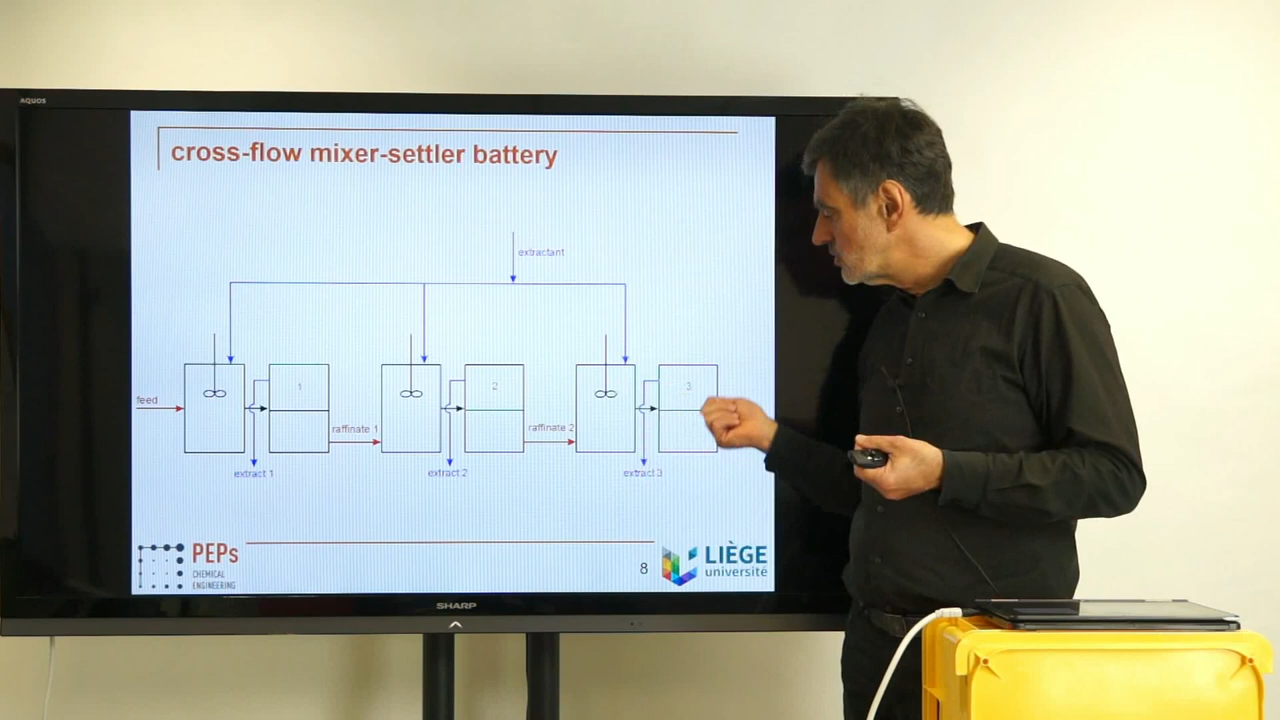 AQUOS
cross-flow mixer-settler battery
extractant
1
2
3
feed
raffinate 1
raffinate 2
extract 1
extract 2
extract 3
PEPs
CHEMICAL
ENGINEERING
8
LIÈGE
université
SHARP